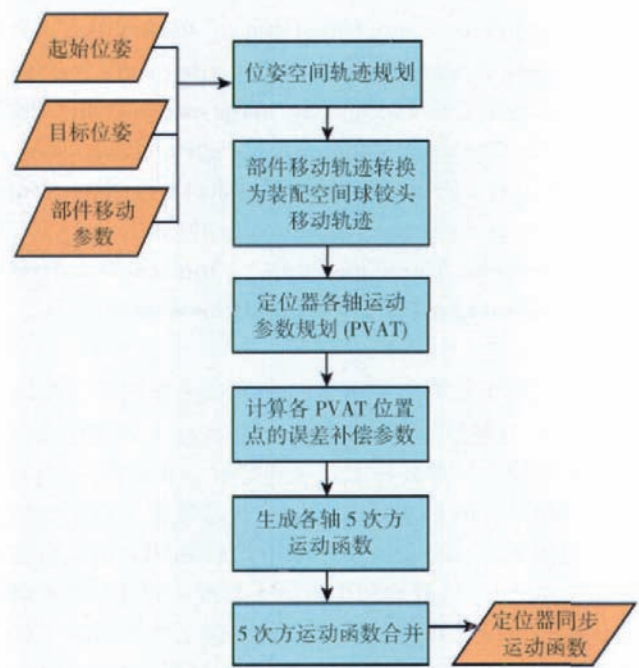 起始位姿
目标位姿
部件移动
参数
位姿空间轨迹规划
部件移动轨迹转换
为装配空间球铰头
移动轨迹
定位器各轴运动
参数规划 (PVAT)
计算各 PVAT 位置
点的误差补偿参数
生成各轴 5 次方
运动函数
5 次方运动函数合并
定位器同步
运动函数